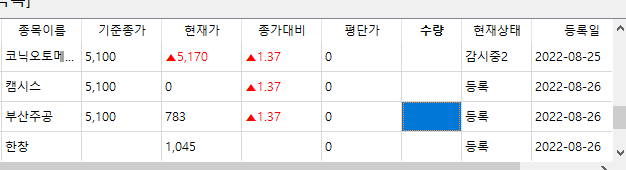 종목이름 기준종가 현재가 종가대비 평단가 수량 현재상태 등록일
코닉오토메... 5,100 ▲5,170 ▲1.37 0 감시중2 2022-08-25
캠시스 5,100 0 ▲1.37 0 등록 2022-08-26
부산주공 5,100 783 ▲1.37 0 등록 2022-08-26
한창 1,045 0 등록 2022-08-26